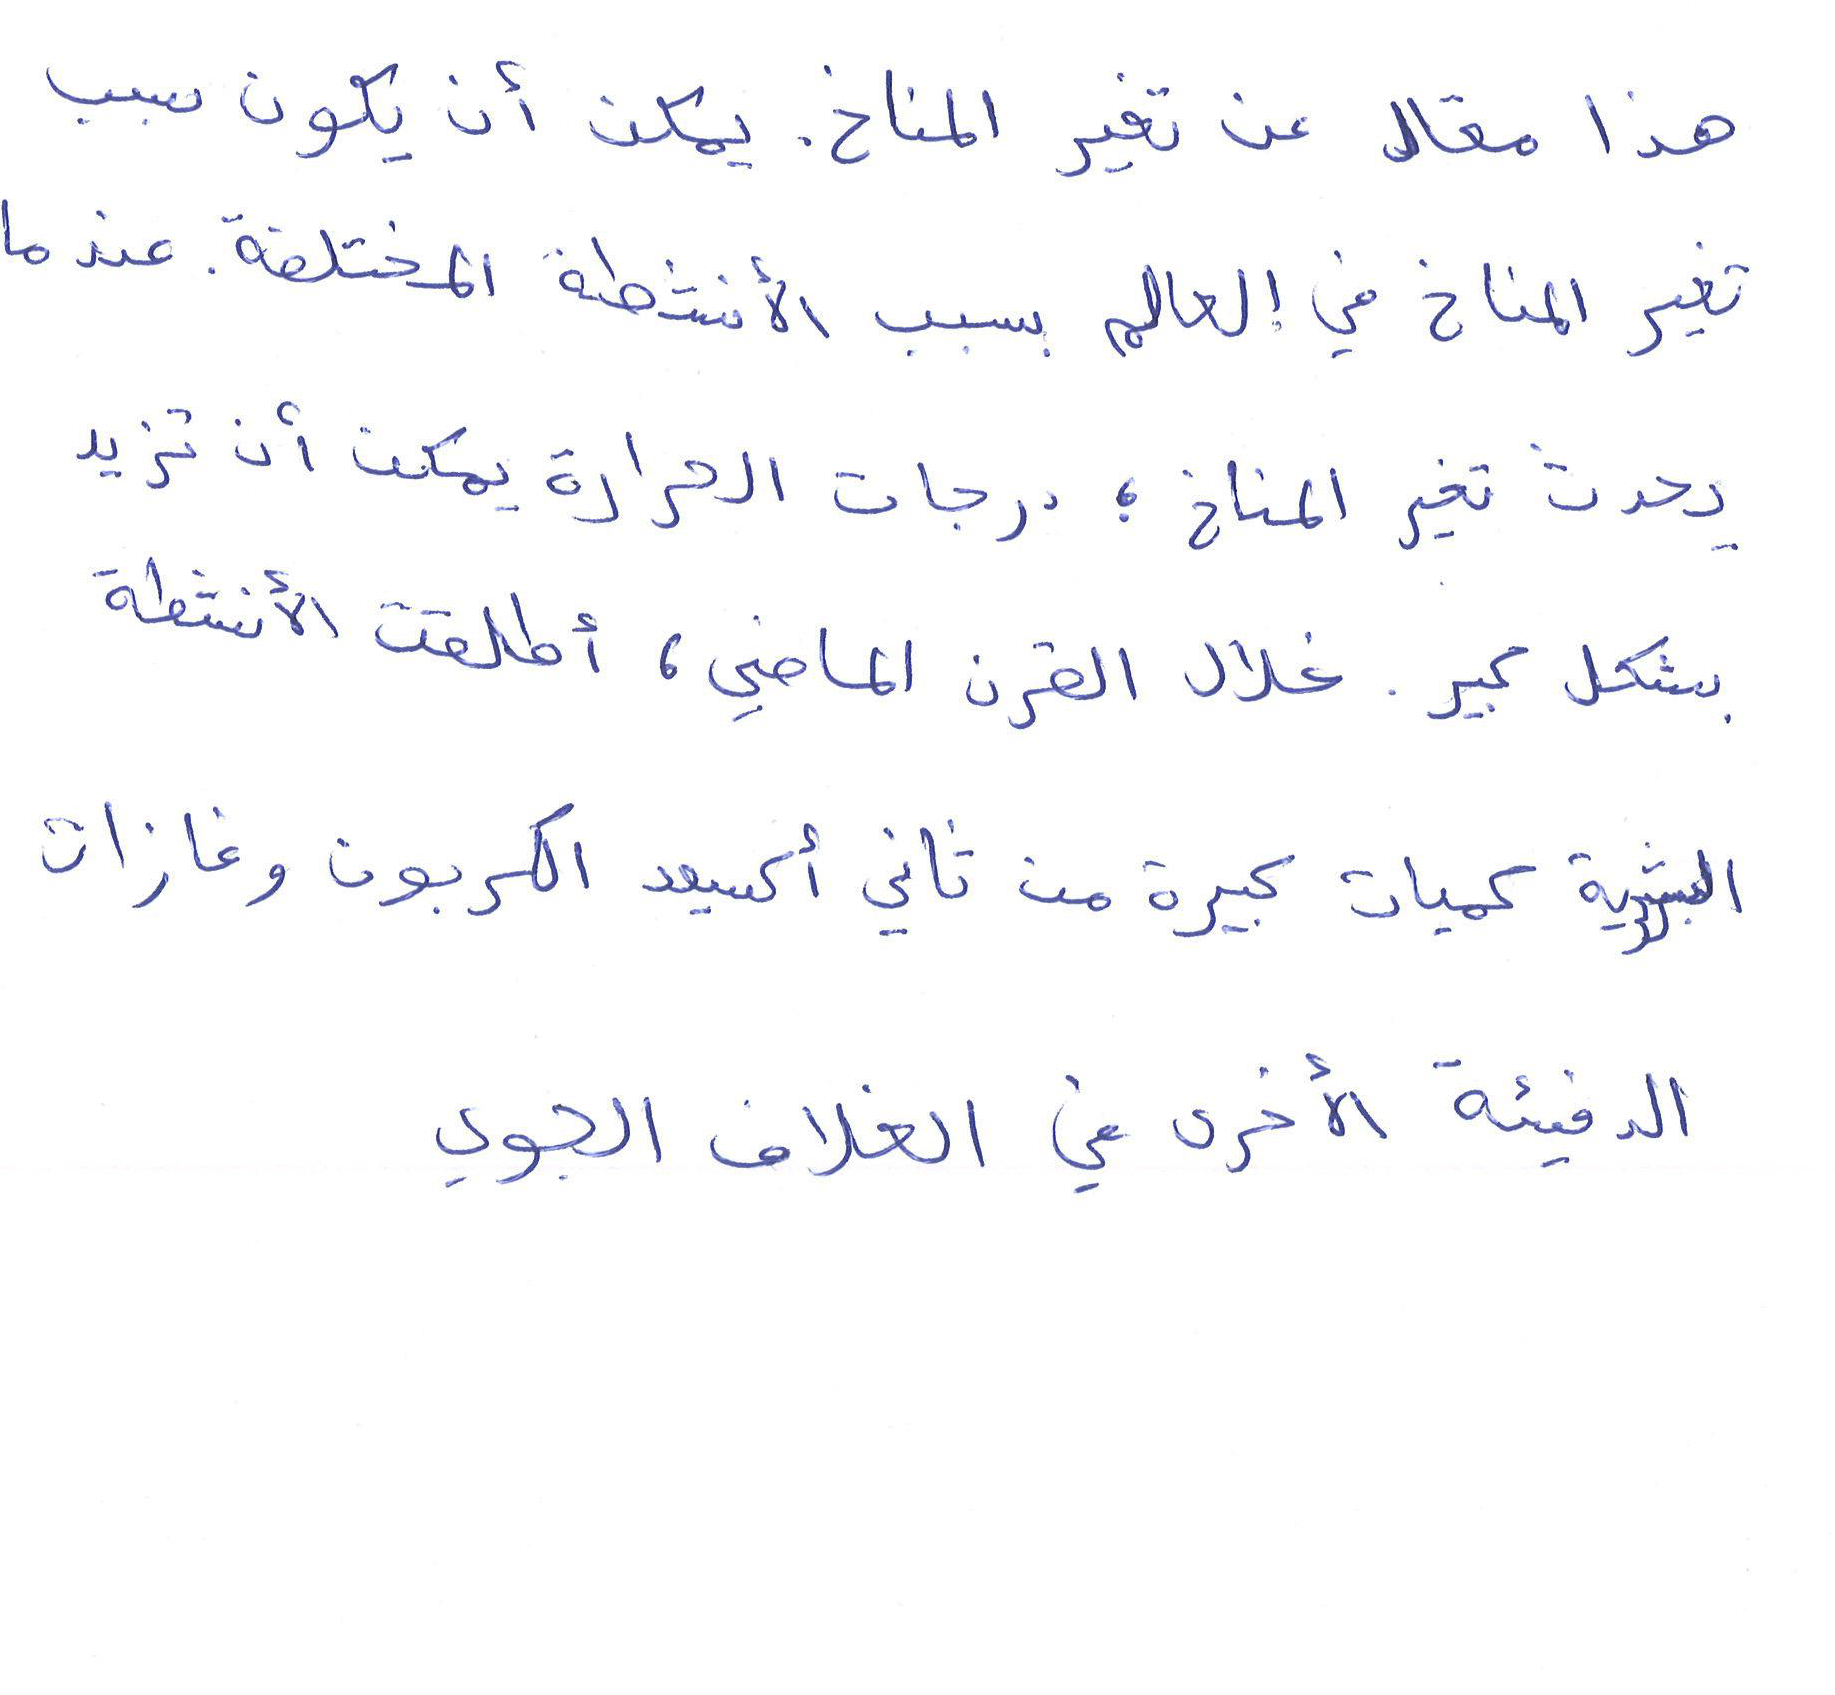 هذا مقال عن تغير المناخ. يمكن أن يكون سبب
تغير المناخ في العالم بسبب الأنشطة المختلفة. عندما
يحدث تغير المناخ ؛ درجات الحرارة يمكن أن تزيد
بشكل كبير. خلال القرن الماضي، أطلقت الأنشطة
البشرية كميات كبيرة من ثاني أكسيد الكربون وغازات
الدفيئة الأخرى في الغلاف الجوي